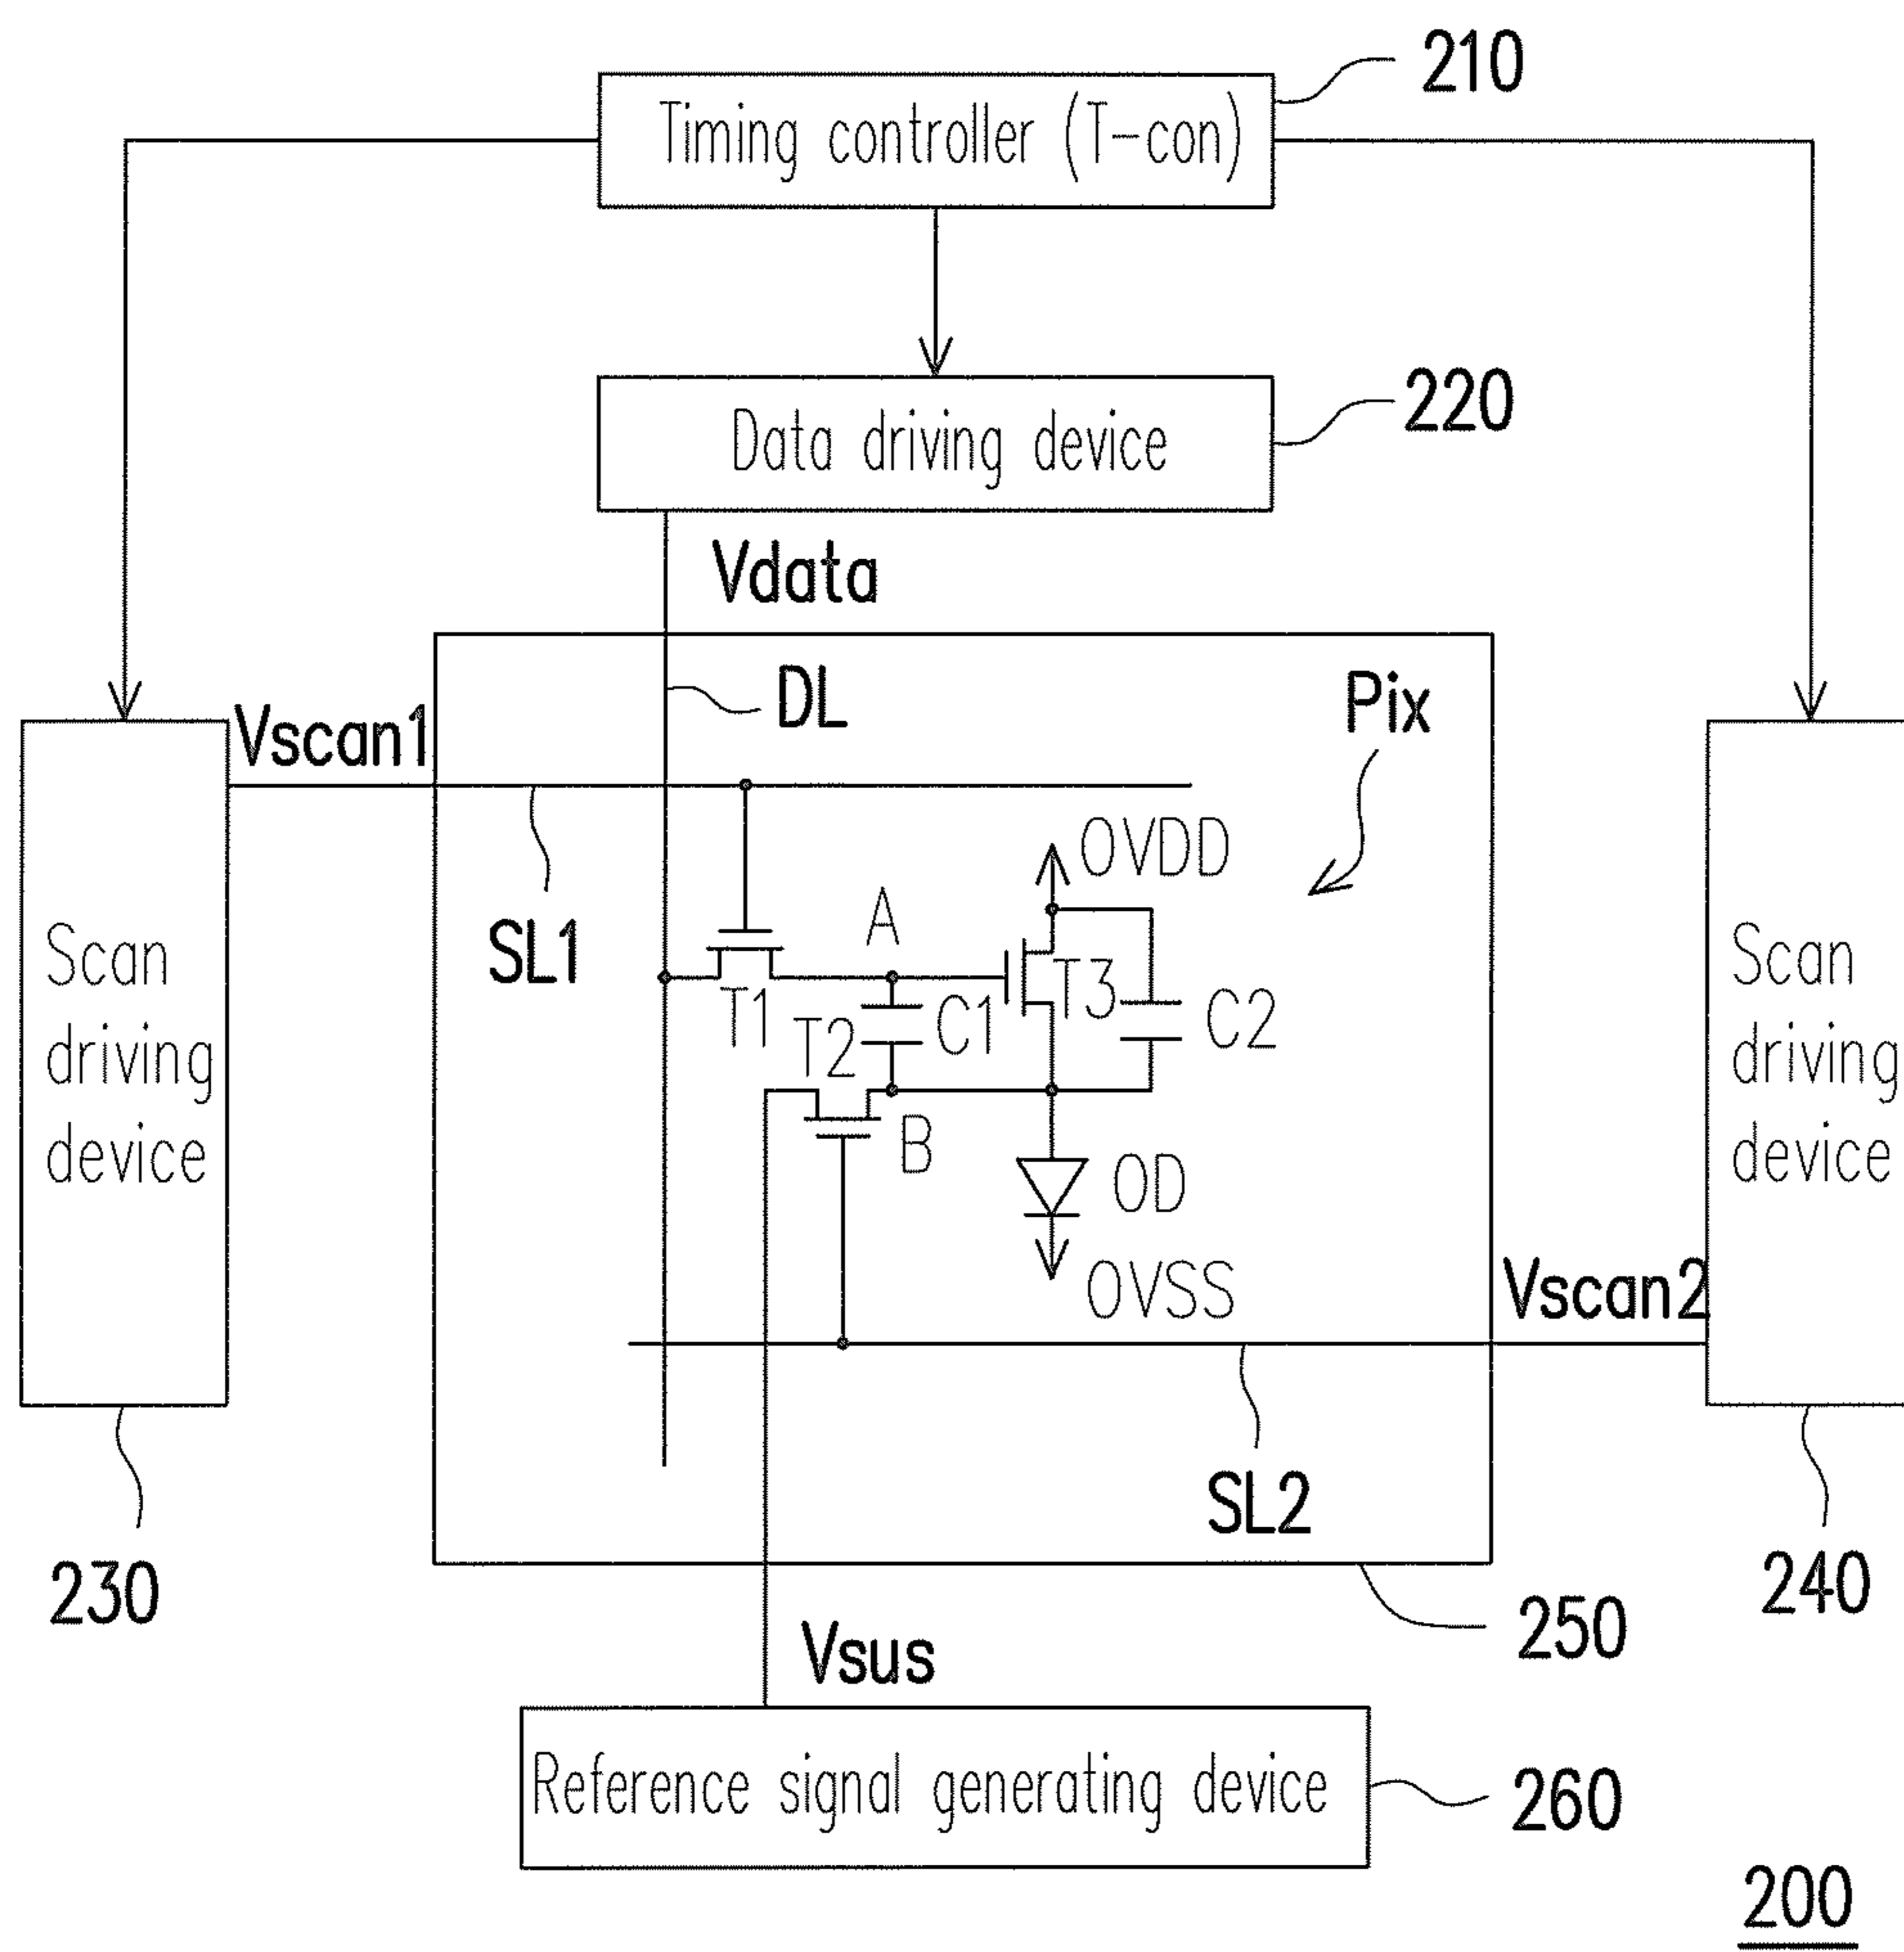 210
Timing controller (T-con)
220
Data driving device
Vdata
DL
Pix
Vscan1
OVDD
SL1
A
Scan
driving
device
T1
T2
C1
T3
C2
Scan
driving
device
B
OD
OVSS
Vscan2
SL2
230
240
250
Vsus
Reference signal generating device
260
200